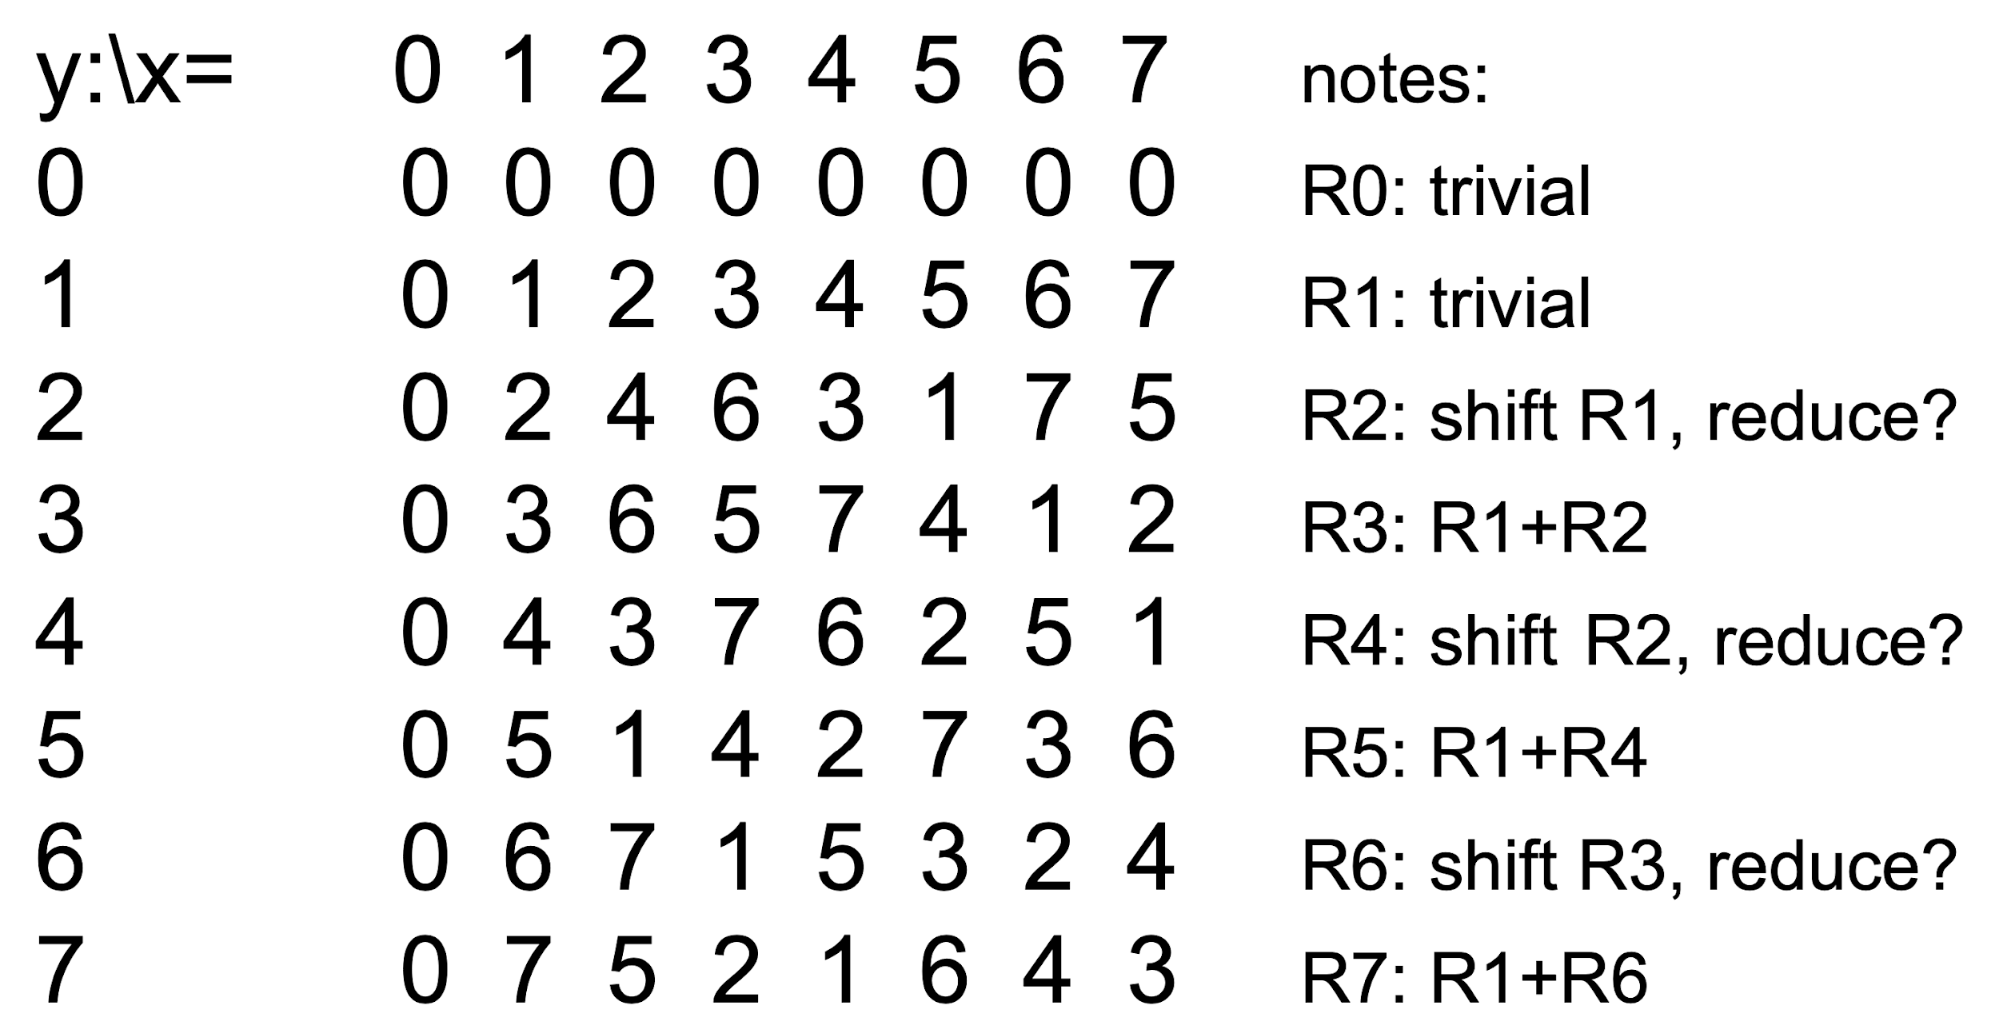 y:\x= 0 1 2 3 4 5 6 7 notes:
0 0 0 0 0 0 0 0 0 R0: trivial
1 0 1 2 3 4 5 6 7 R1: trivial
2 0 2 4 6 3 1 7 5 R2: shift R1, reduce?
3 0 3 6 5 7 4 1 2 R3: R1+R2
4 0 4 3 7 6 2 5 1 R4: shift R2, reduce?
5 0 5 1 4 2 7 3 6 R5: R1+R4
6 0 6 7 1 5 3 2 4 R6: shift R3, reduce?
7 0 7 5 2 1 6 4 3 R7: R1+R6